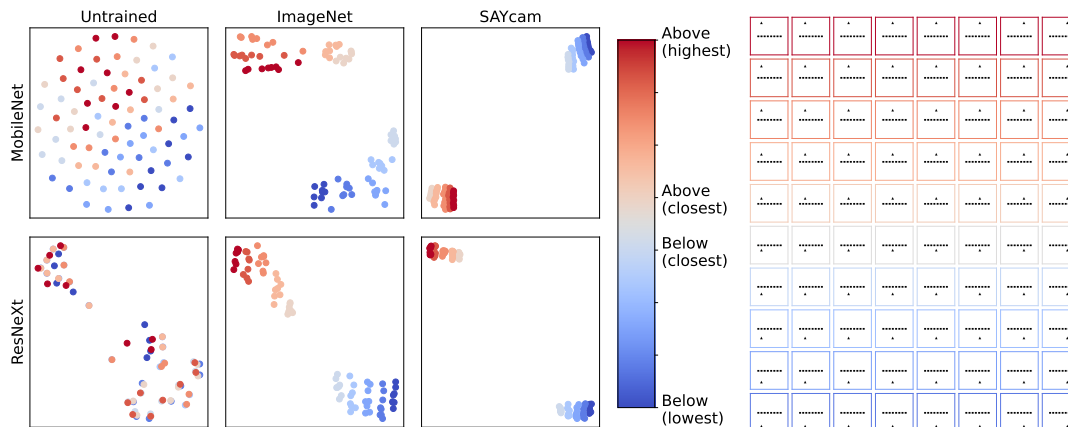 Untrained
ImageNet
SAYcam
MobileNet
ResNeXt
Above
(highest)
Above
(closest)
Below
(closest)
Below
(lowest)